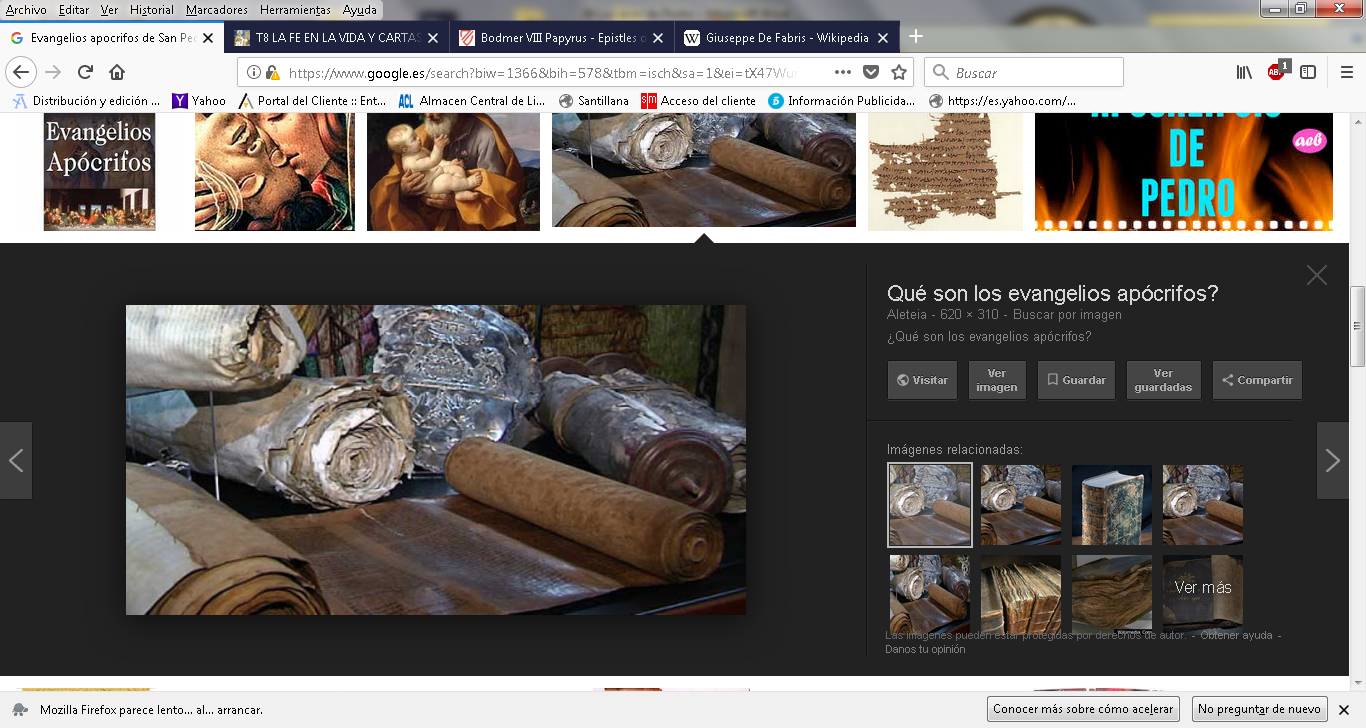 Archivo Editar Ver Historial Marcadores Herramientas Ayuda
Evangelios apocrifos de San Pe
T8 LA FE EN LA VIDA Y CARTAS
Bodmer VIII Papyrus - Epistles o
Giuseppe De Fabris - Wikipedia
https://www.google.es/search?biw=1366&bih=578&tbm=isch&sa=1&ei=tX47Wu
Buscar
ABP 1
Distribución y edición ...
Yahoo
Portal del Cliente :: Ent...
ACL Almacen Central de Li...
Santillana
sm Acceso del cliente
Información Publicida...
https://es.yahoo.com/...
Evangelios
Apócrifos
DE
PEDRO
aeb
Qué son los evangelios apócrifos?
Aleteia - 620 × 310 - Buscar por imagen
¿Qué son los evangelios apócrifos?
Visitar
Ver imagen
Guardar
Ver guardadas
Compartir
Imágenes relacionadas:
Ver más
Las imágenes pueden estar protegidas por derechos de autor. - Obtener ayuda -
Danos tu opinión
Mozilla Firefox parece lento... al... arrancar.
Conocer más sobre cómo acelerar
No preguntar de nuevo